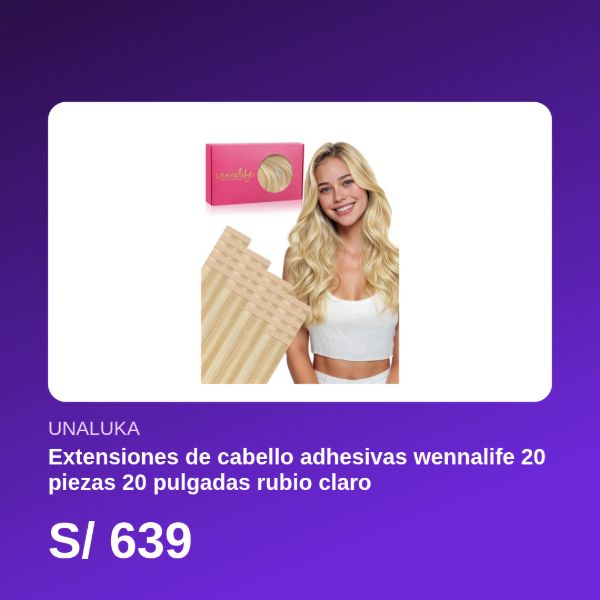 wennalife
UNALUKA
Extensiones de cabello adhesivas wennalife 20
piezas 20 pulgadas rubio claro
S/ 639